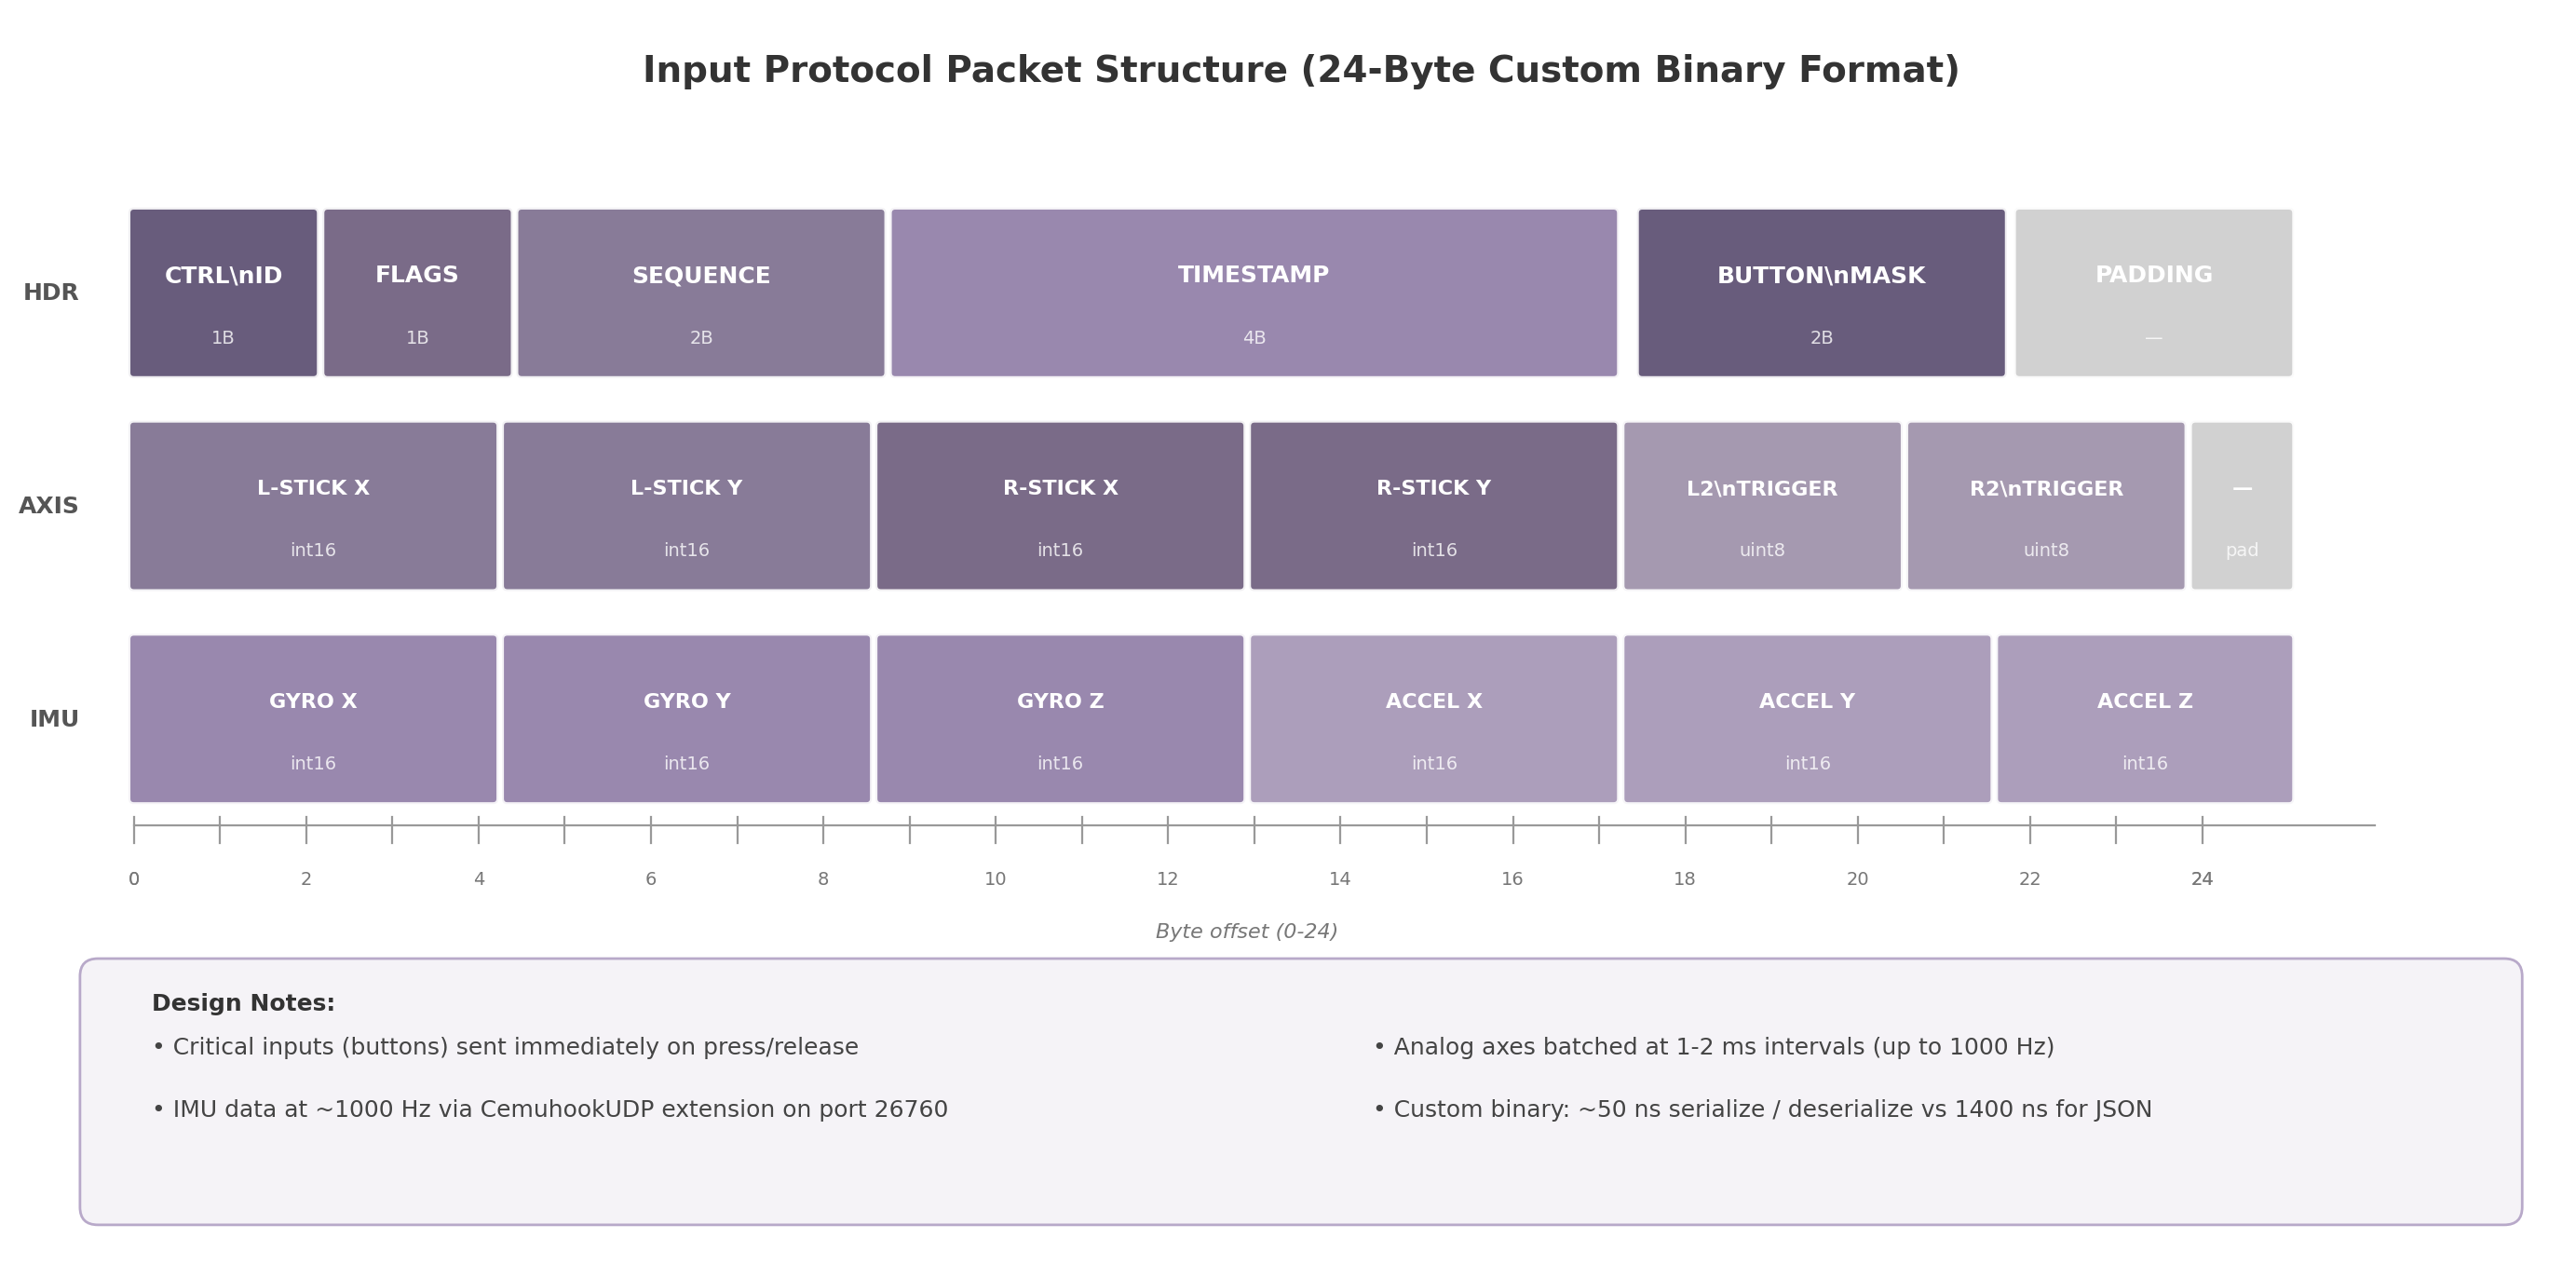 Input Protocol Packet Structure (24-Byte Custom Binary Format)
HDR
CTRL\nID
FLAGS
SEQUENCE
TIMESTAMP
BUTTON\nMASK
PADDING
1B
1B
2B
4B
2B
—
AXIS
L-STICK X
L-STICK Y
R-STICK X
R-STICK Y
L2\nTRIGGER
R2\nTRIGGER
—
int16
int16
int16
int16
uint8
uint8
pad
IMU
GYRO X
GYRO Y
GYRO Z
ACCEL X
ACCEL Y
ACCEL Z
int16
int16
int16
int16
int16
int16
0 2 4 6 8 10 12 14 16 18 20 22 24
Byte offset (0-24)
Design Notes:
• Critical inputs (buttons) sent immediately on press/release
• Analog axes batched at 1-2 ms intervals (up to 1000 Hz)
• IMU data at ~1000 Hz via CemuhookUDP extension on port 26760
• Custom binary: ~50 ns serialize / deserialize vs 1400 ns for JSON